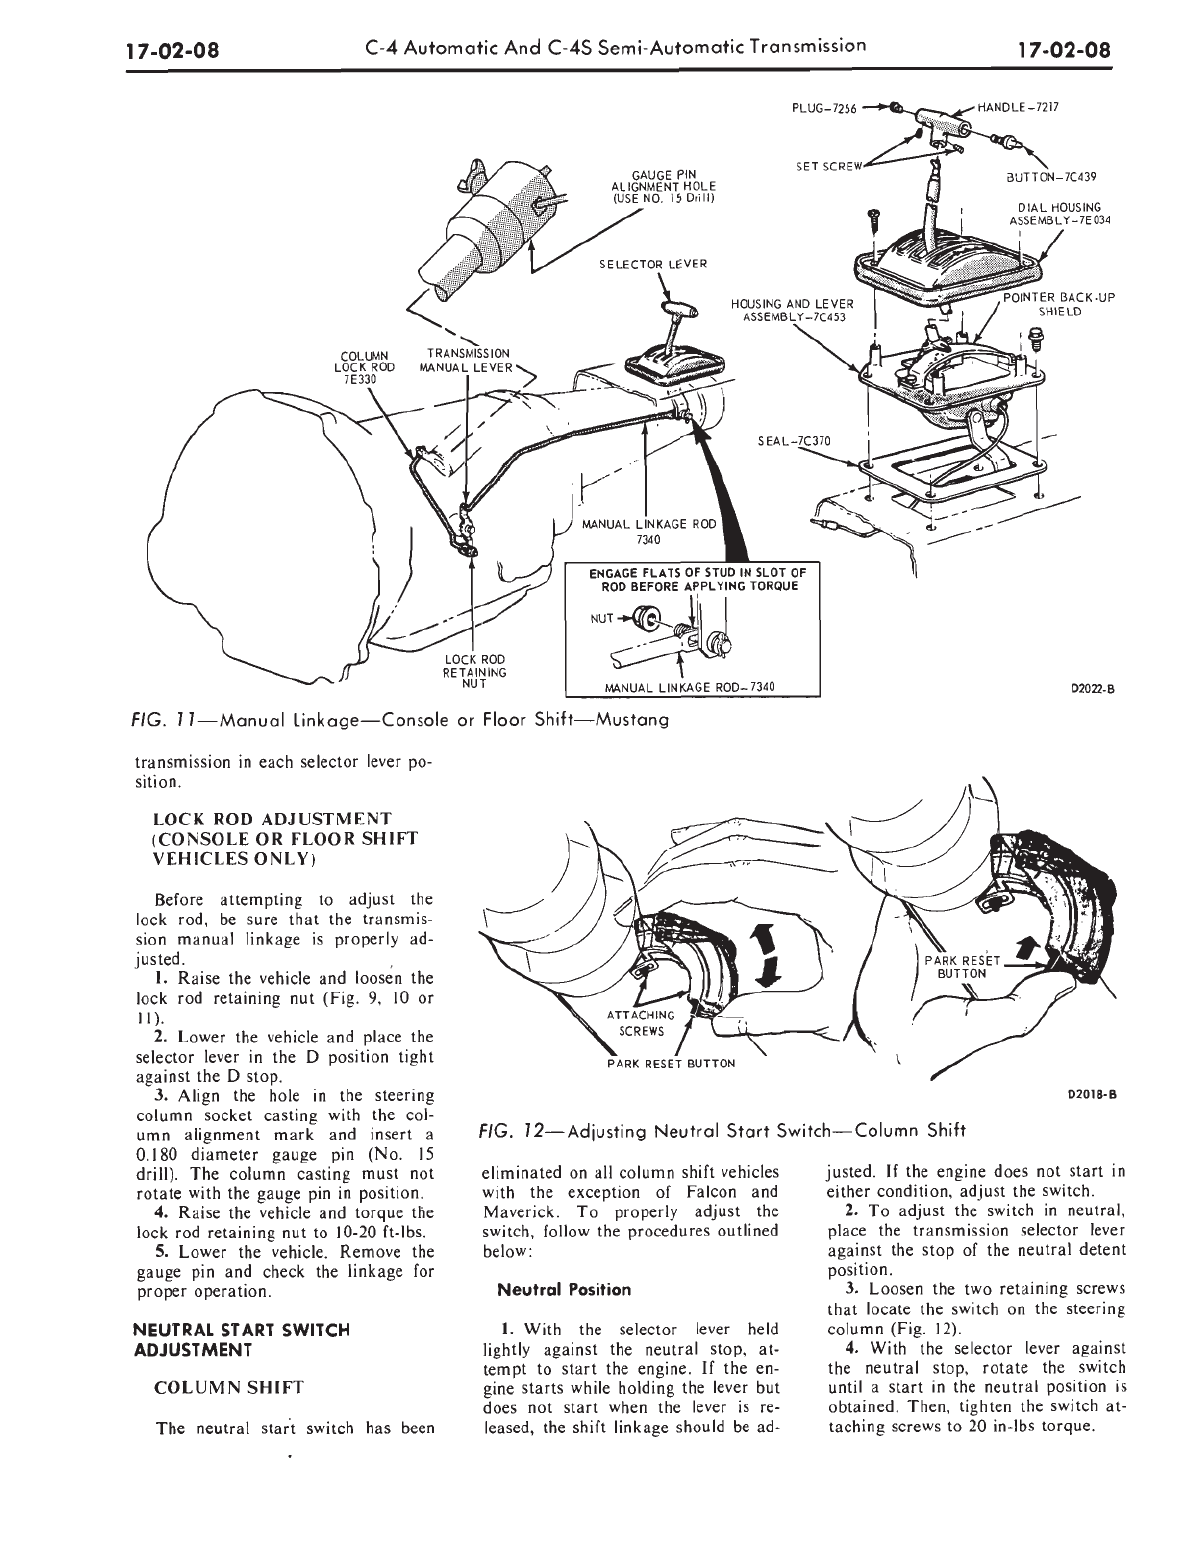 17-02-08
C-4 Automatic And C-4S Semi-Automatic Transmission
17-02-08
PLUG-7256
HANDLE-7217
SET SCREW
BUTTON-7C439
GAUGE PIN
ALIGNMENT HOLE
(USE NO. 15 Drill)
DIAL HOUSING
ASSEMBLY-7E034
SELECTOR LEVER
HOUSING AND LEVER
ASSEMBLY-7C453
POINTER BACK-UP
SHIELD
COLUMN
LOCK ROD
7E330
TRANSMISSION
MANUAL LEVER
SEAL-7C370
MANUAL LINKAGE ROD
7340
ENGAGE FLATS OF STUD IN SLOT OF
ROD BEFORE APPLYING TORQUE
NUT
MANUAL LINKAGE ROD-7340
LOCK ROD
RETAINING
NUT
D2022-B
FIG. 11—Manual Linkage—Console or Floor Shift—Mustang
transmission in each selector lever po-
sition.
LOCK ROD ADJUSTMENT
(CONSOLE OR FLOOR SHIFT
VEHICLES ONLY)
Before attempting to adjust the
lock rod, be sure that the transmis-
sion manual linkage is properly ad-
justed.
1. Raise the vehicle and loosen the
lock rod retaining nut (Fig. 9, 10 or
11).
2. Lower the vehicle and place the
selector lever in the D position tight
against the D stop.
3. Align the hole in the steering
column socket casting with the col-
umn alignment mark and insert a
0.180 diameter gauge pin (No. 15
drill). The column casting must not
rotate with the gauge pin in position.
4. Raise the vehicle and torque the
lock rod retaining nut to 10-20 ft-lbs.
5. Lower the vehicle. Remove the
gauge pin and check the linkage for
proper operation.
NEUTRAL START SWITCH
ADJUSTMENT
COLUMN SHIFT
The neutral start switch has been
ATTACHING
SCREWS
PARK RESET BUTTON
PARK RESET
BUTTON
D2018-B
FIG. 12—Adjusting Neutral Start Switch—Column Shift
eliminated on all column shift vehicles
with the exception of Falcon and
Maverick. To properly adjust the
switch, follow the procedures outlined
below:
Neutral Position
1. With the selector lever held
lightly against the neutral stop, at-
tempt to start the engine. If the en-
gine starts while holding the lever but
does not start when the lever is re-
leased, the shift linkage should be ad-
justed. If the engine does not start in
either condition, adjust the switch.
2. To adjust the switch in neutral,
place the transmission selector lever
against the stop of the neutral detent
position.
3. Loosen the two retaining screws
that locate the switch on the steering
column (Fig. 12).
4. With the selector lever against
the neutral stop, rotate the switch
until a start in the neutral position is
obtained. Then, tighten the switch at-
taching screws to 20 in-lbs torque.